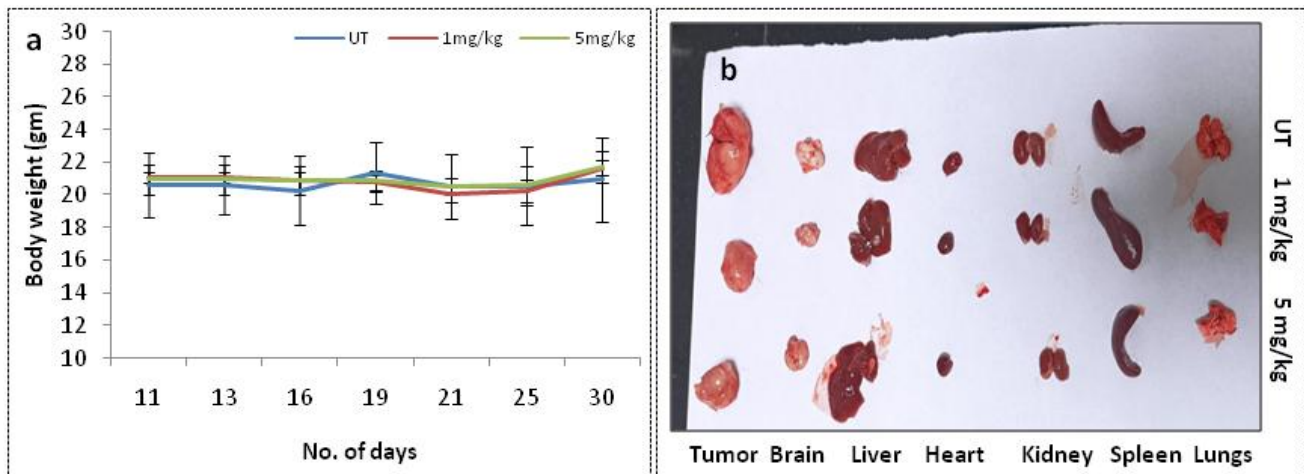 a
UT 1mg/kg 5mg/kg
Body weight (gm)
30
28
26
24
22
20
18
16
14
12
10
11 13 16 19 21 25 30
No. of days
b
UT
1 mg/kg
5 mg/kg
Tumor Brain Liver Heart Kidney Spleen Lungs